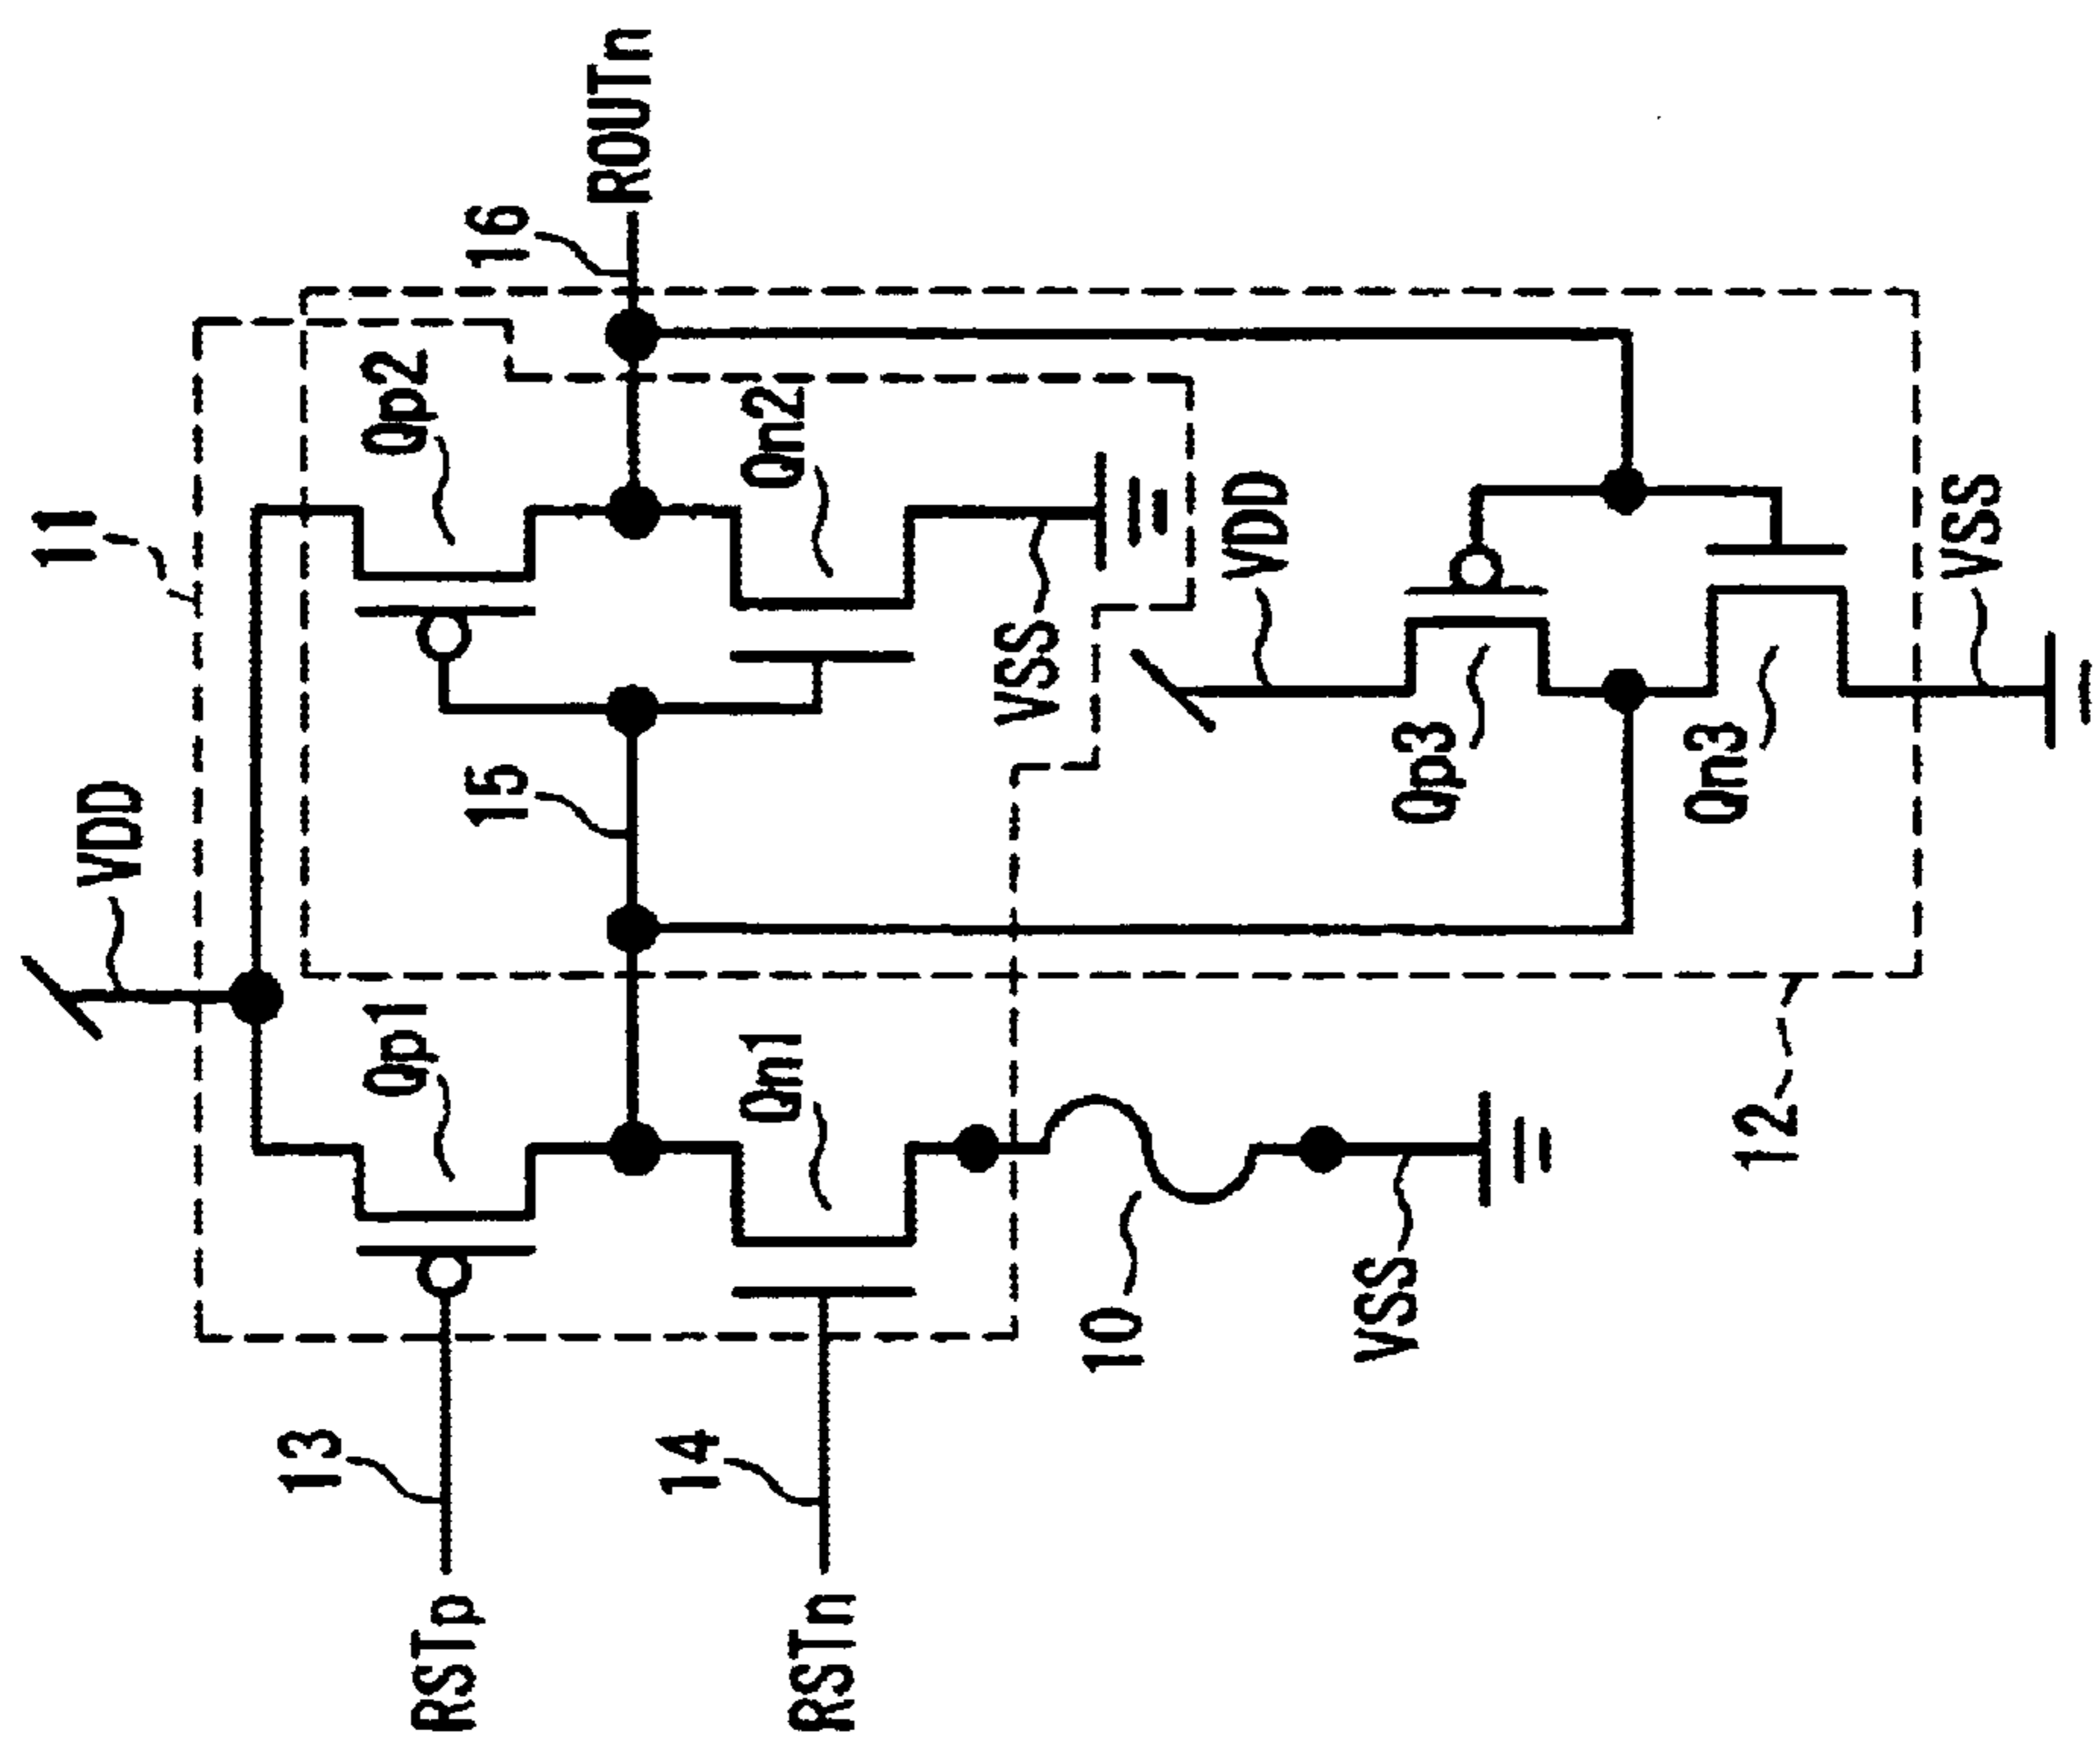 11
VDD
16
ROUTn
Qp2
Qn2
15
VSS
VDD
Qp1
Qn1
Qp3
Qn3
VSS
13
RSTp
14
RSTn
10
VSS
12